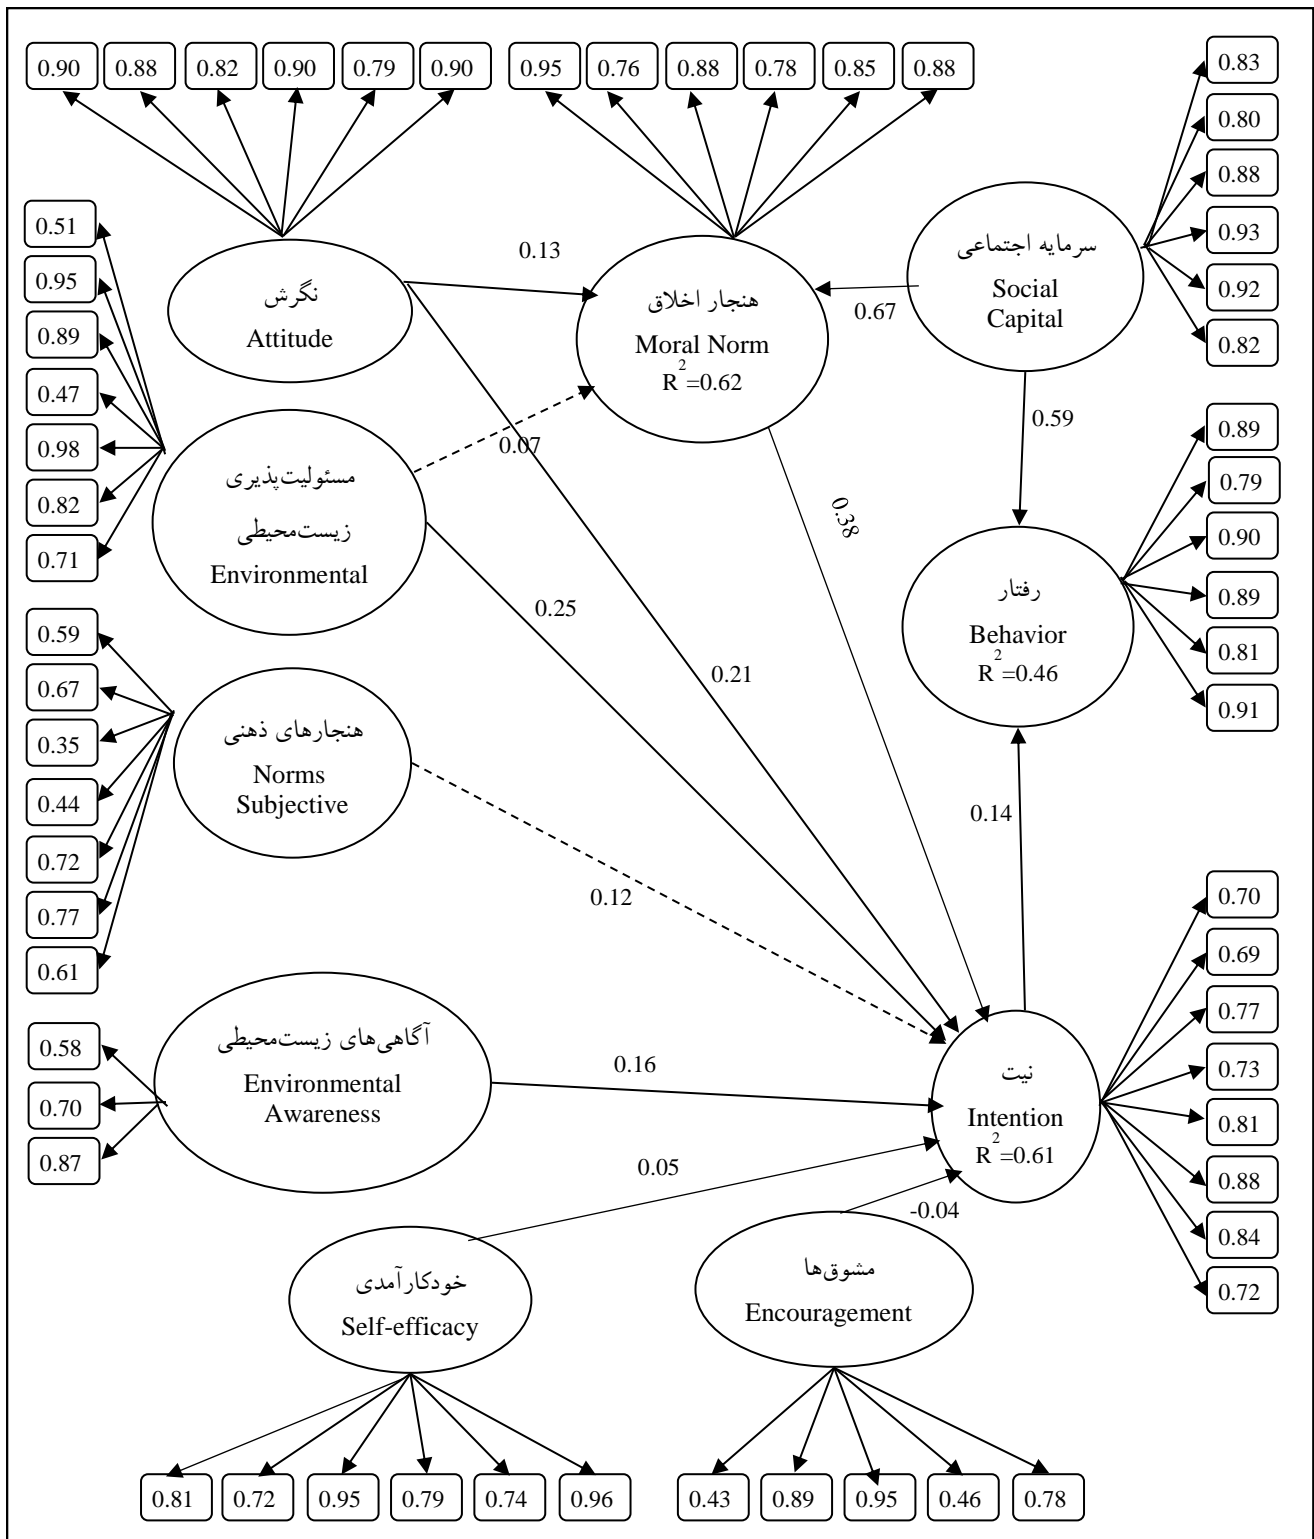 0.90 0.88 0.82 0.90 0.79 0.90
0.95 0.76 0.88 0.78 0.85 0.88
0.83
0.80
0.88
0.93
0.92
0.82
0.51
0.95
0.89
0.47
0.98
0.82
0.71
نگرش
Attitude
0.13
هنجار اخلاق
Moral Norm
R²=0.62
0.67
سرمایه اجتماعی
Social
Capital
0.59
0.07
مسئولیت‌پذیری
زیست‌محیطی
Environmental
0.38
0.25
0.21
رفتار
Behavior
R²=0.46
0.89
0.79
0.90
0.89
0.81
0.91
0.59
0.67
0.35
0.44
0.72
0.77
0.61
هنجارهای ذهنی
Norms
Subjective
0.12
0.14
0.70
0.69
0.77
0.73
0.81
0.88
0.84
0.72
0.58
0.70
0.87
آگاهی‌های زیست‌محیطی
Environmental
Awareness
0.16
نیت
Intention
R²=0.61
0.05
-0.04
خودکارآمدی
Self-efficacy
مشوق‌ها
Encouragement
0.81 0.72 0.95 0.79 0.74 0.96
0.43 0.89 0.95 0.46 0.78